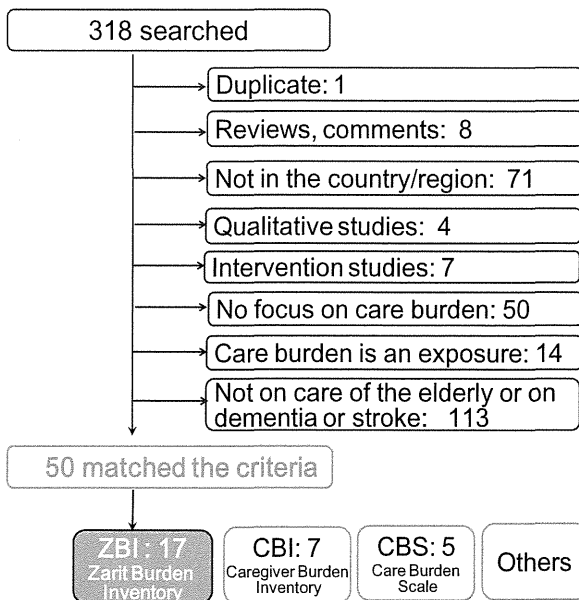 318 searched
Duplicate: 1
Reviews, comments: 8
Not in the country/region: 71
Qualitative studies: 4
Intervention studies: 7
No focus on care burden: 50
Care burden is an exposure: 14
Not on care of the elderly or on
dementia or stroke: 113
50 matched the criteria
ZBI : 17
Zarit Burden
Inventory
CBI: 7
Caregiver Burden
Inventory
CBS: 5
Care Burden
Scale
Others